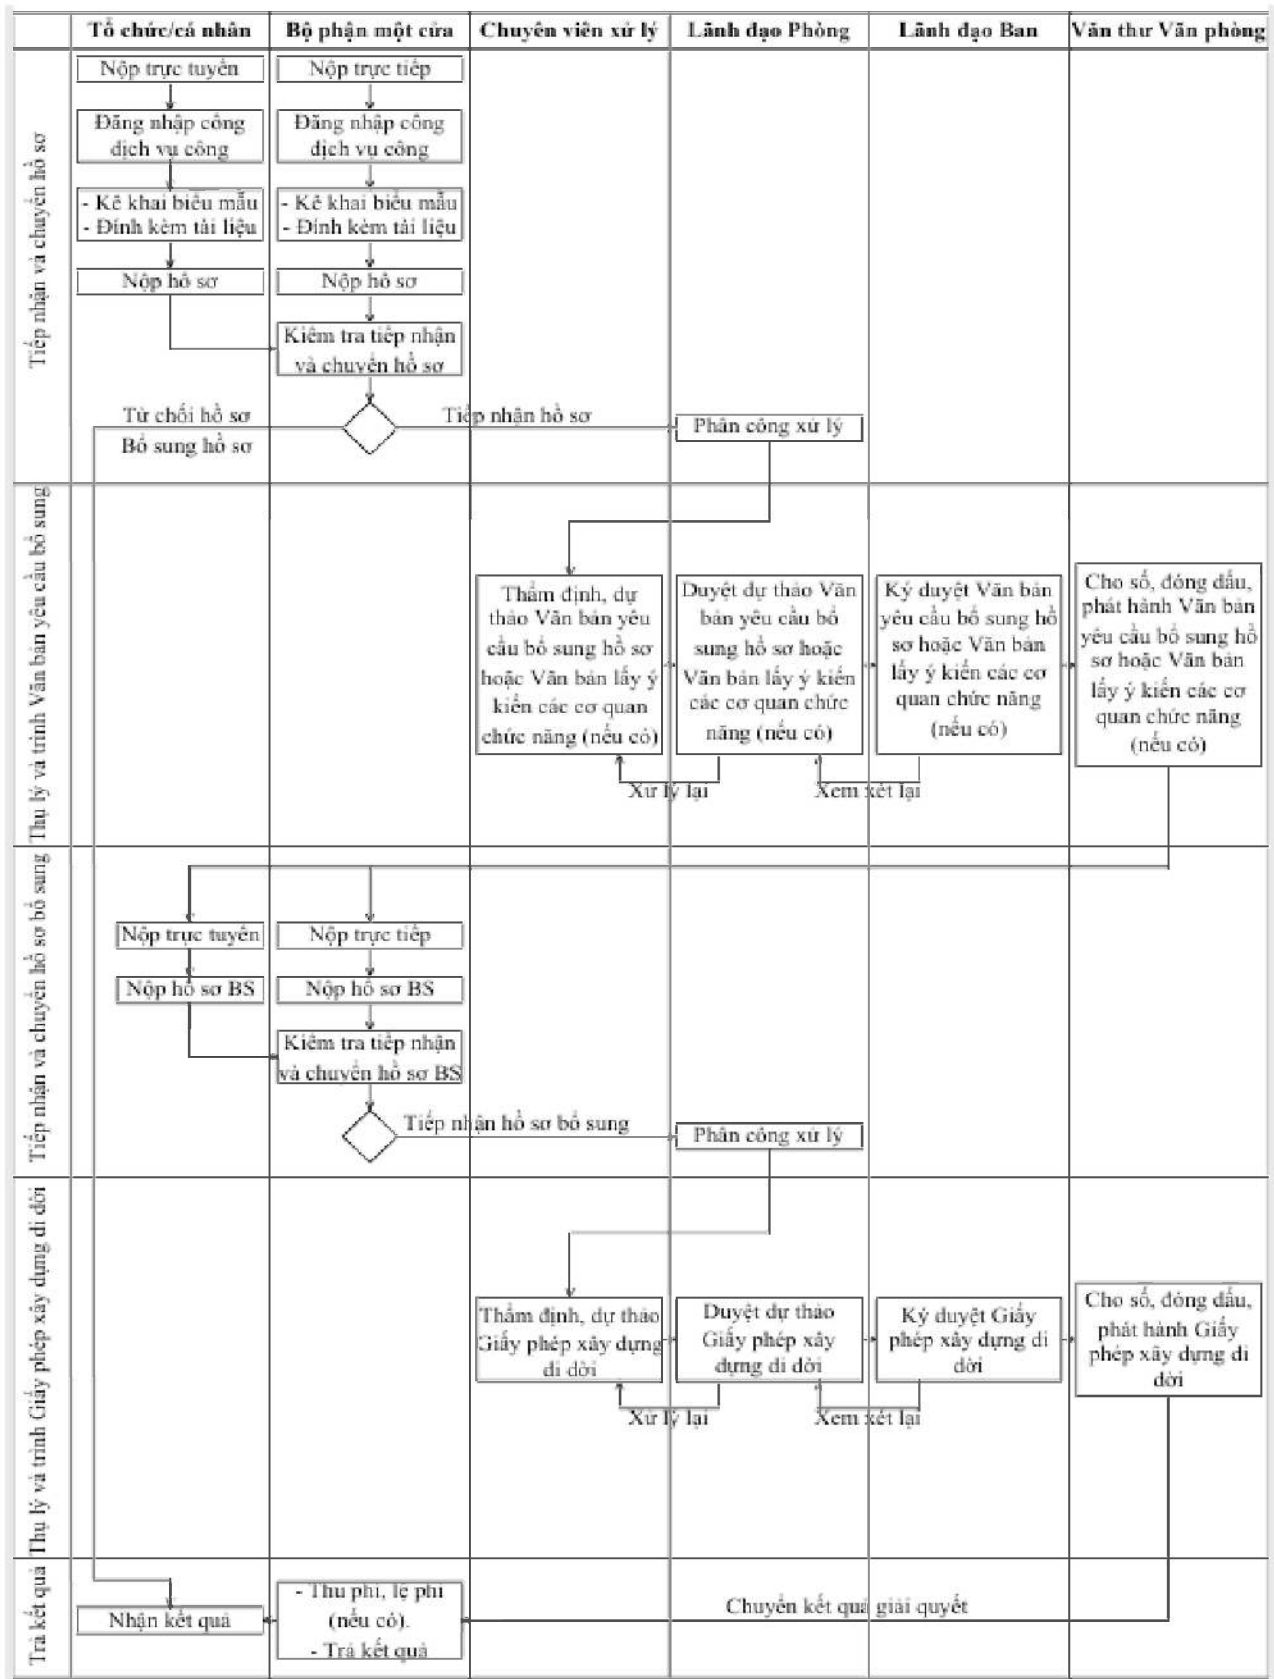 Tổ chức/cá nhân
Bộ phận một cửa
Chuyên viên xử lý
Lãnh đạo Phòng
Lãnh đạo Ban
Văn thư Văn phòng
Tiếp nhận và chuyển hồ sơ
Nộp trực tuyến
Nộp trực tiếp
Đăng nhập công
dịch vụ công
Đăng nhập công
dịch vụ công
- Kê khai biểu mẫu
- Đính kèm tài liệu
- Kê khai biểu mẫu
- Đính kèm tài liệu
Nộp hồ sơ
Nộp hồ sơ
Kiểm tra tiếp nhận
và chuyển hồ sơ
Từ chối hồ sơ
Bổ sung hồ sơ
Tiếp nhận hồ sơ
Phân công xử lý
Thụ lý và trình Văn bản yêu cầu bổ sung
Thẩm định, dự
thảo Văn bản yêu
cầu bổ sung hồ sơ
hoặc Văn bản lấy ý
kiến các cơ quan
chức năng (nếu có)
Duyệt dự thảo Văn
bản yêu cầu bổ
sung hồ sơ hoặc
Văn bản lấy ý kiến
các cơ quan chức
năng (nếu có)
Ký duyệt Văn bản
yêu cầu bổ sung hồ
sơ hoặc Văn bản
lấy ý kiến các cơ
quan chức năng
(nếu có)
Cho số, đóng dấu,
phát hành Văn bản
yêu cầu bổ sung hồ
sơ hoặc Văn bản
lấy ý kiến các cơ
quan chức năng
(nếu có)
Xử lý lại
Xem xét lại
Tiếp nhận và chuyển hồ sơ bổ sung
Nộp trực tuyến
Nộp trực tiếp
Nộp hồ sơ BS
Nộp hồ sơ BS
Kiểm tra tiếp nhận
và chuyển hồ sơ BS
Tiếp nhận hồ sơ bổ sung
Phân công xử lý
Thụ lý và trình Giấy phép xây dựng di dời
Thẩm định, dự thảo
Giấy phép xây dựng
di dời
Duyệt dự thảo
Giấy phép xây
dựng di dời
Ký duyệt Giấy
phép xây dựng di
dời
Cho số, đóng dấu,
phát hành Giấy
phép xây dựng di
dời
Xử lý lại
Xem xét lại
Trả kết quả
Nhận kết quả
- Thu phí, lệ phí
(nếu có).
- Trả kết quả
Chuyển kết quả giải quyết